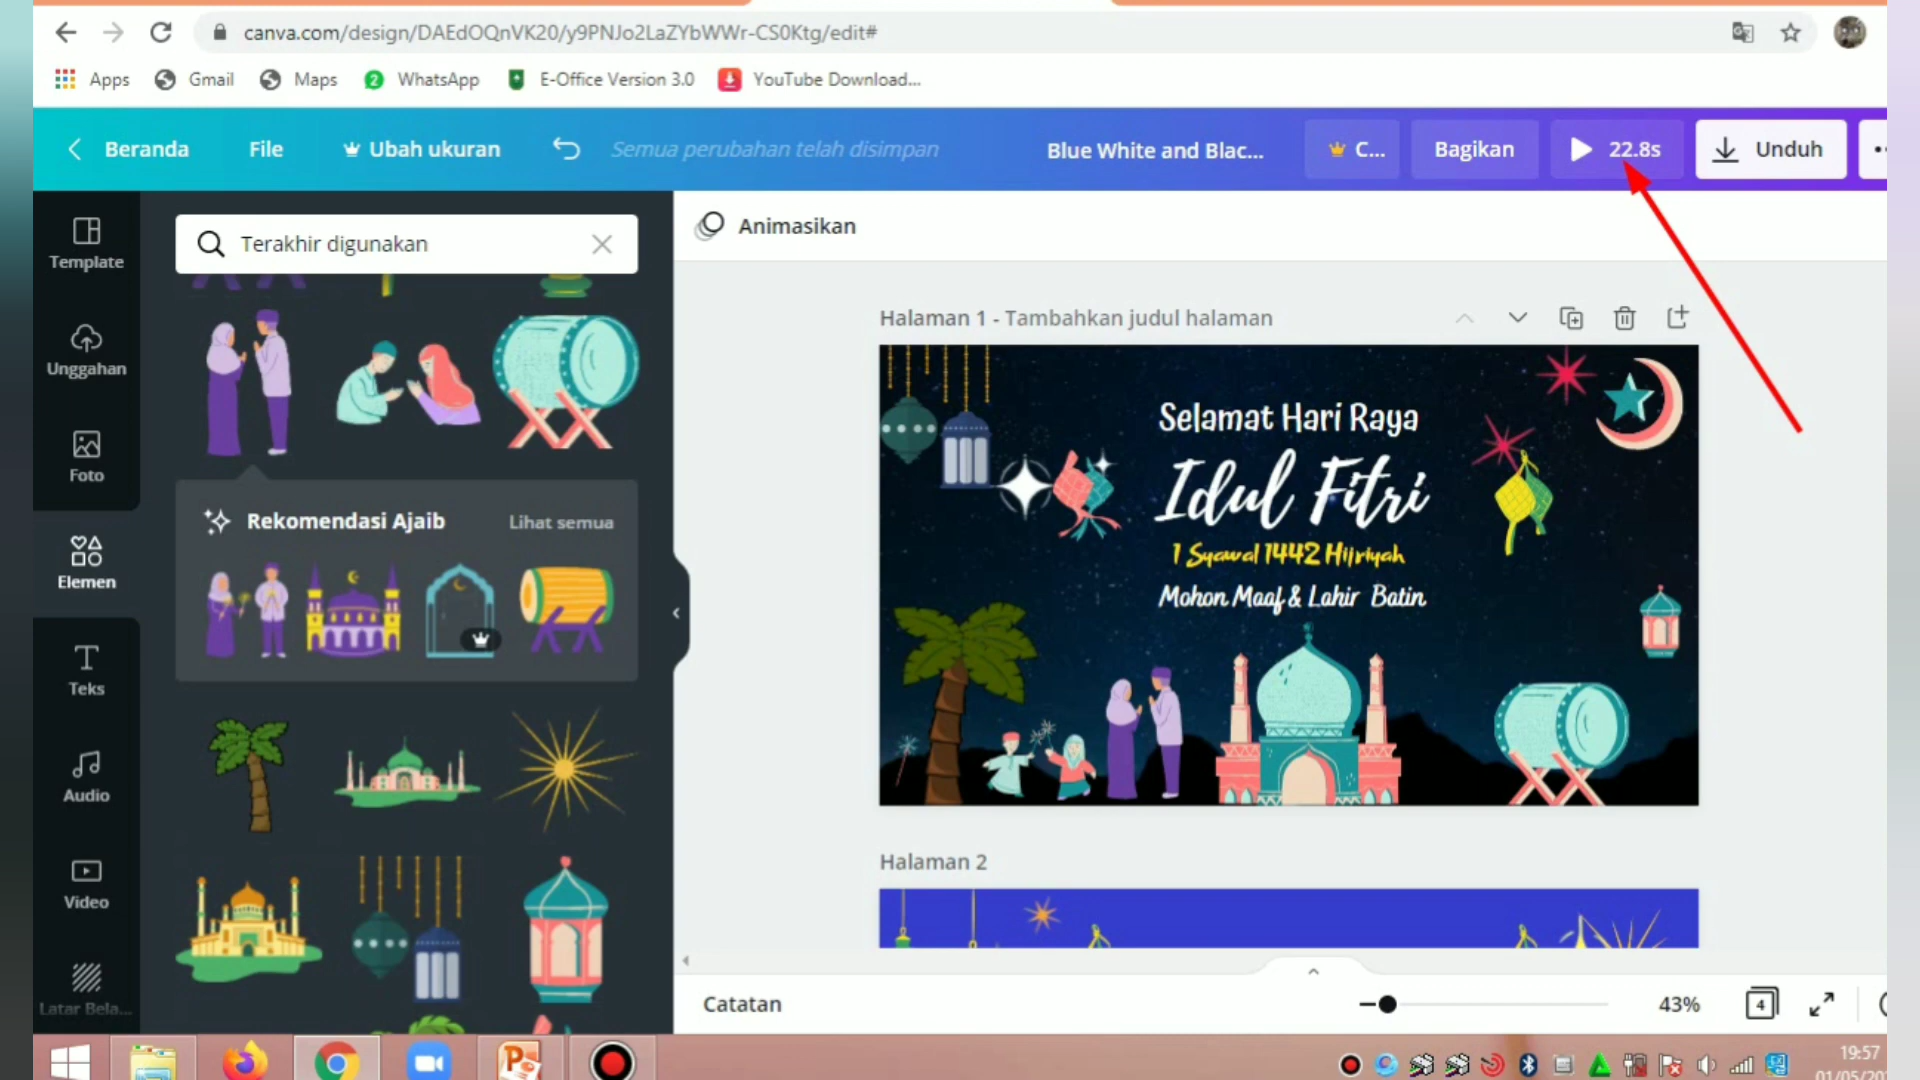 canva.com/design/DAEdOQnVK20/y9PNJo2LaZYbWWr-CS0Ktg/edit#
Apps Gmail Maps 2 WhatsApp E-Office Version 3.0 YouTube Download...
Beranda File Ubah ukuran Semua perubahan telah disimpan Blue White and Blac... C... Bagikan 22.8s Unduh
Template
Unggahan
Foto
Elemen
Teks
Audio
Video
Latar Bela...
Terakhir digunakan
Rekomendasi Ajaib Lihat semua
Animasikan
Halaman 1 - Tambahkan judul halaman
Selamat Hari Raya
Idul Fitri
1 Syawal 1442 Hijriyah
Mohon Maaf & Lahir Batin
Halaman 2
Catatan
43%
4
19:57